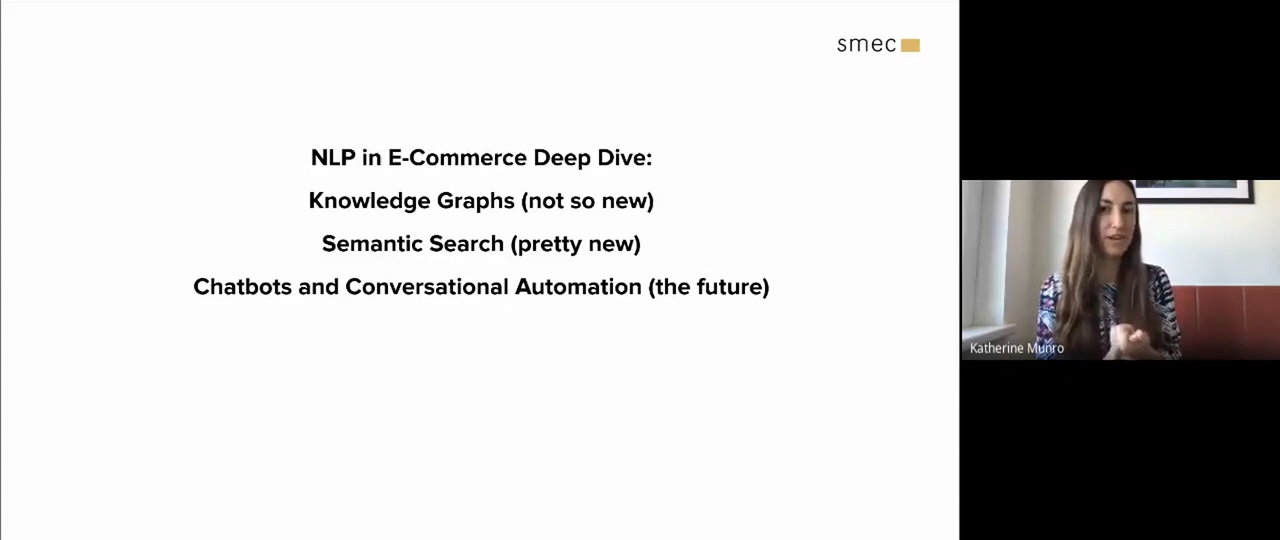 smec
NLP in E-Commerce Deep Dive:
Knowledge Graphs (not so new)
Semantic Search (pretty new)
Chatbots and Conversational Automation (the future)
Katherine Munro